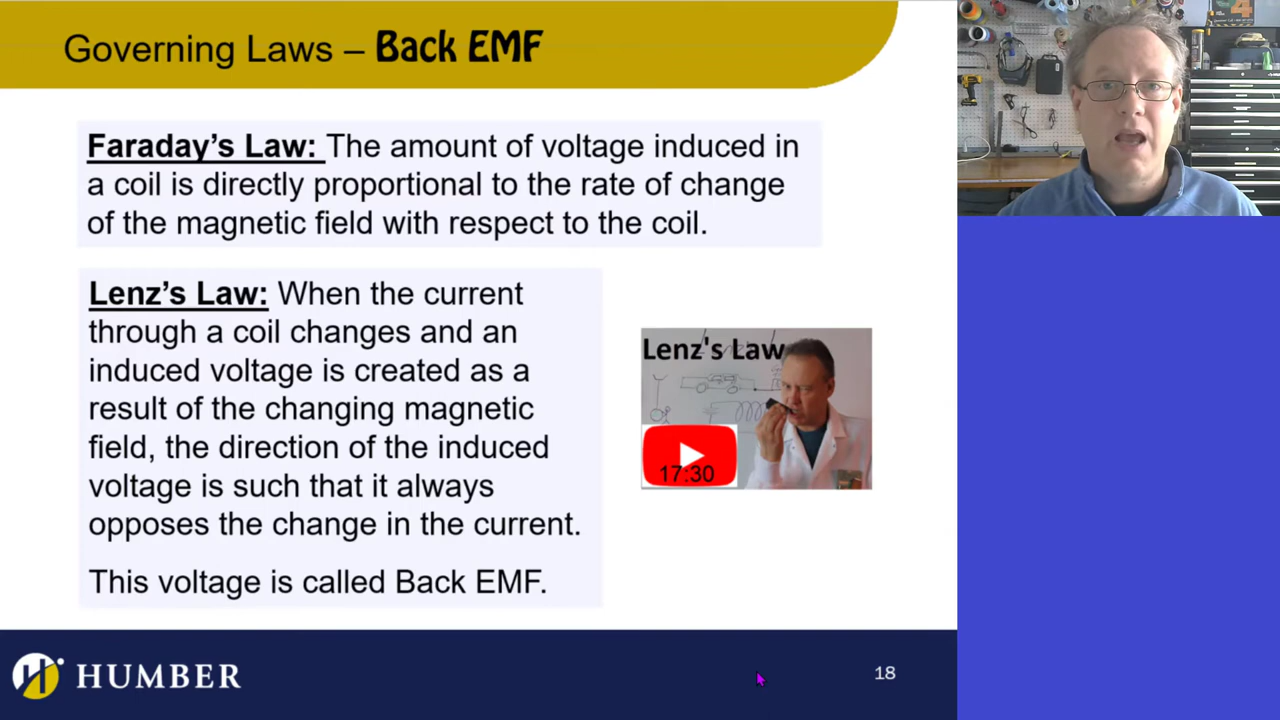 Governing Laws – Back EMF
Faraday's Law: The amount of voltage induced in
a coil is directly proportional to the rate of change
of the magnetic field with respect to the coil.
Lenz's Law: When the current
through a coil changes and an
induced voltage is created as a
result of the changing magnetic
field, the direction of the induced
voltage is such that it always
opposes the change in the current.
This voltage is called Back EMF.
Lenz's Law
17:30
HUMBER
18